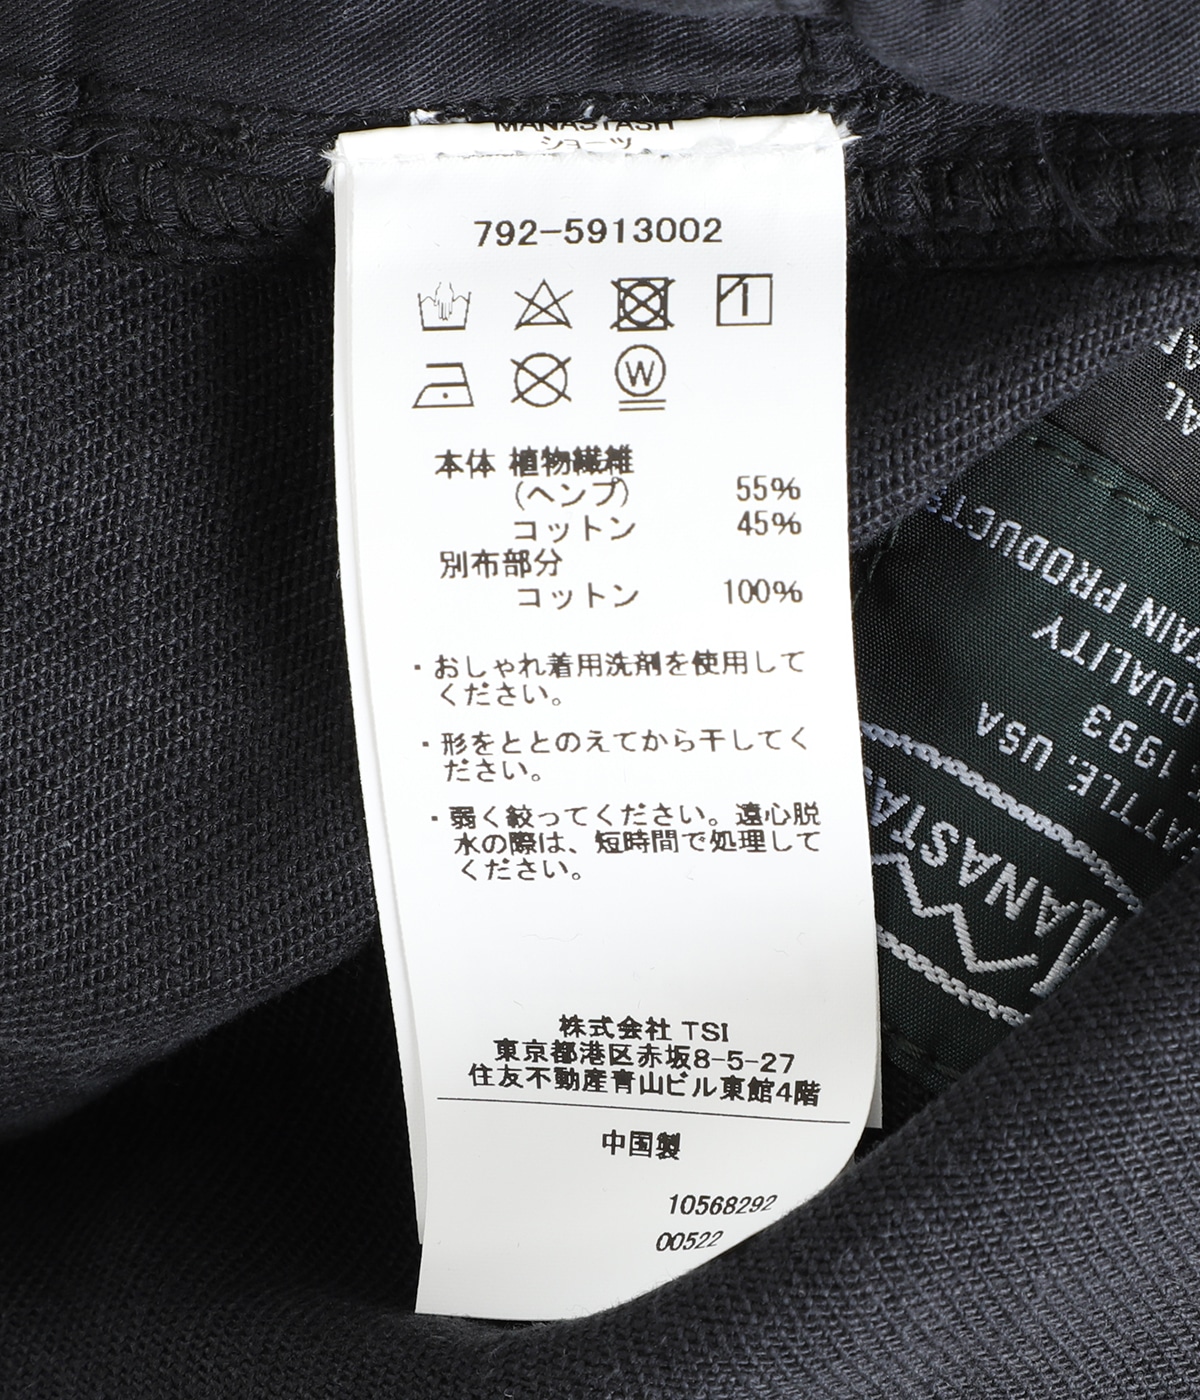 MANASTASH
ショーツ
792-5913002
W
本体 植物繊維
(ヘンプ) 55%
コットン 45%
別布部分
コットン 100%
・おしゃれ着用洗剤を使用して
ください。
・形をととのえてから干してく
ださい。
・弱く絞ってください。遠心脱
水の際は、短時間で処理して
ください。
株式会社 TSI
東京都港区赤坂8-5-27
住友不動産青山ビル東館4階
中国製
10568292
00522
MANASTA
ATTLE, USA
1993
QUALITY
TAIN PRODUCT
AL.